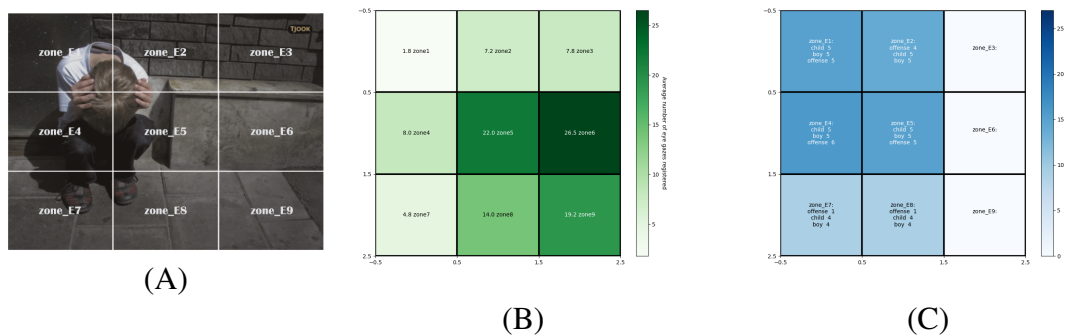 TJOOK
zone_E1
zone_E2
zone_E3
zone_E4
zone_E5
zone_E6
zone_E7
zone_E8
zone_E9
(A)
−0.5
0.5
1.5
2.5
1.8 zone1
7.2 zone2
7.8 zone3
8.0 zone4
22.0 zone5
26.5 zone6
4.8 zone7
14.0 zone8
19.2 zone9
−0.5
0.5
1.5
2.5
25
20
15
10
5
Average number of eye gazes registered
(B)
−0.5
0.5
1.5
2.5
zone_E1:
child 5
boy 5
offense 5
zone_E2:
offense 4
child 5
boy 5
zone_E3:
zone_E4:
child 5
boy 5
offense 6
zone_E5:
child 5
boy 5
offense 5
zone_E6:
zone_E7:
offense 1
child 4
boy 4
zone_E8:
offense 1
child 4
boy 4
zone_E9:
−0.5
0.5
1.5
2.5
25
20
15
10
5
0
(C)